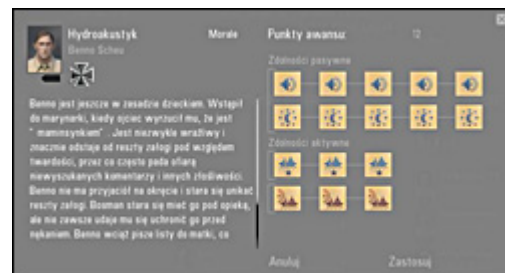 Hydroakustyk
Morale
Punkty awansu:
12
Benno Scheu
Zdolności pasywne
Benno jest jeszcze w zasadzie dzieckiem. Wstąpił
do marynarki, kiedy ojciec wyrzucił mu, że jest
" maminsynkiem" . Jest niezwykle wrażliwy i
znacznie odstaje od reszty załogi pod względem
twardości, przez co często pada ofiarą
niewyszukanych komentarzy i innych złośliwości.
Benno nie ma przyjaciół na okręcie i stara się unikać
reszty załogi. Bosman stara się mieć go pod opieką,
ale nie zawsze udaje mu się uchronić go przed
nękaniem. Benno wciąż pisze listy do matki, co
Zdolności aktywne
Anuluj
Zastosuj